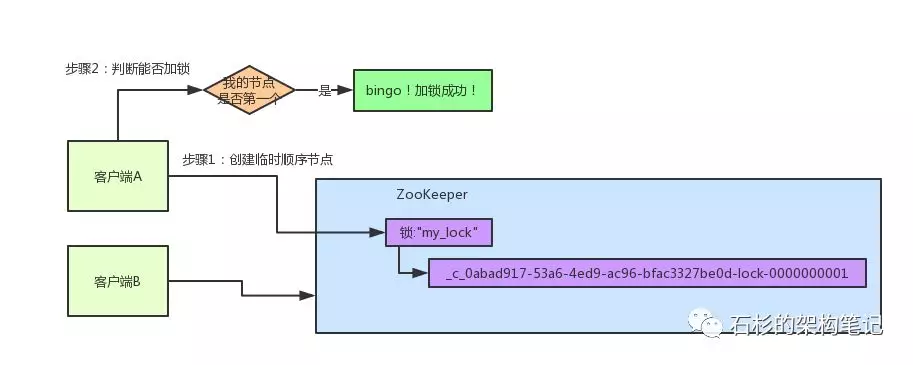 步骤2：判断能否加锁
我的节点
是否第一个
是
bingo！加锁成功！
步骤1：创建临时顺序节点
客户端A
ZooKeeper
锁:"my_lock"
_c_0abad917-53a6-4ed9-ac96-bfac3327be0d-lock-0000000001
客户端B
石杉的架构笔记